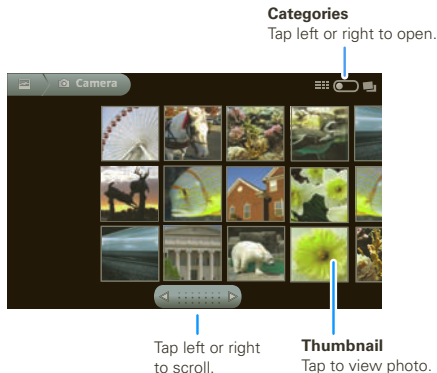 Categories
Tap left or right to open.
Camera
Tap left or right
to scroll.
Thumbnail
Tap to view photo.